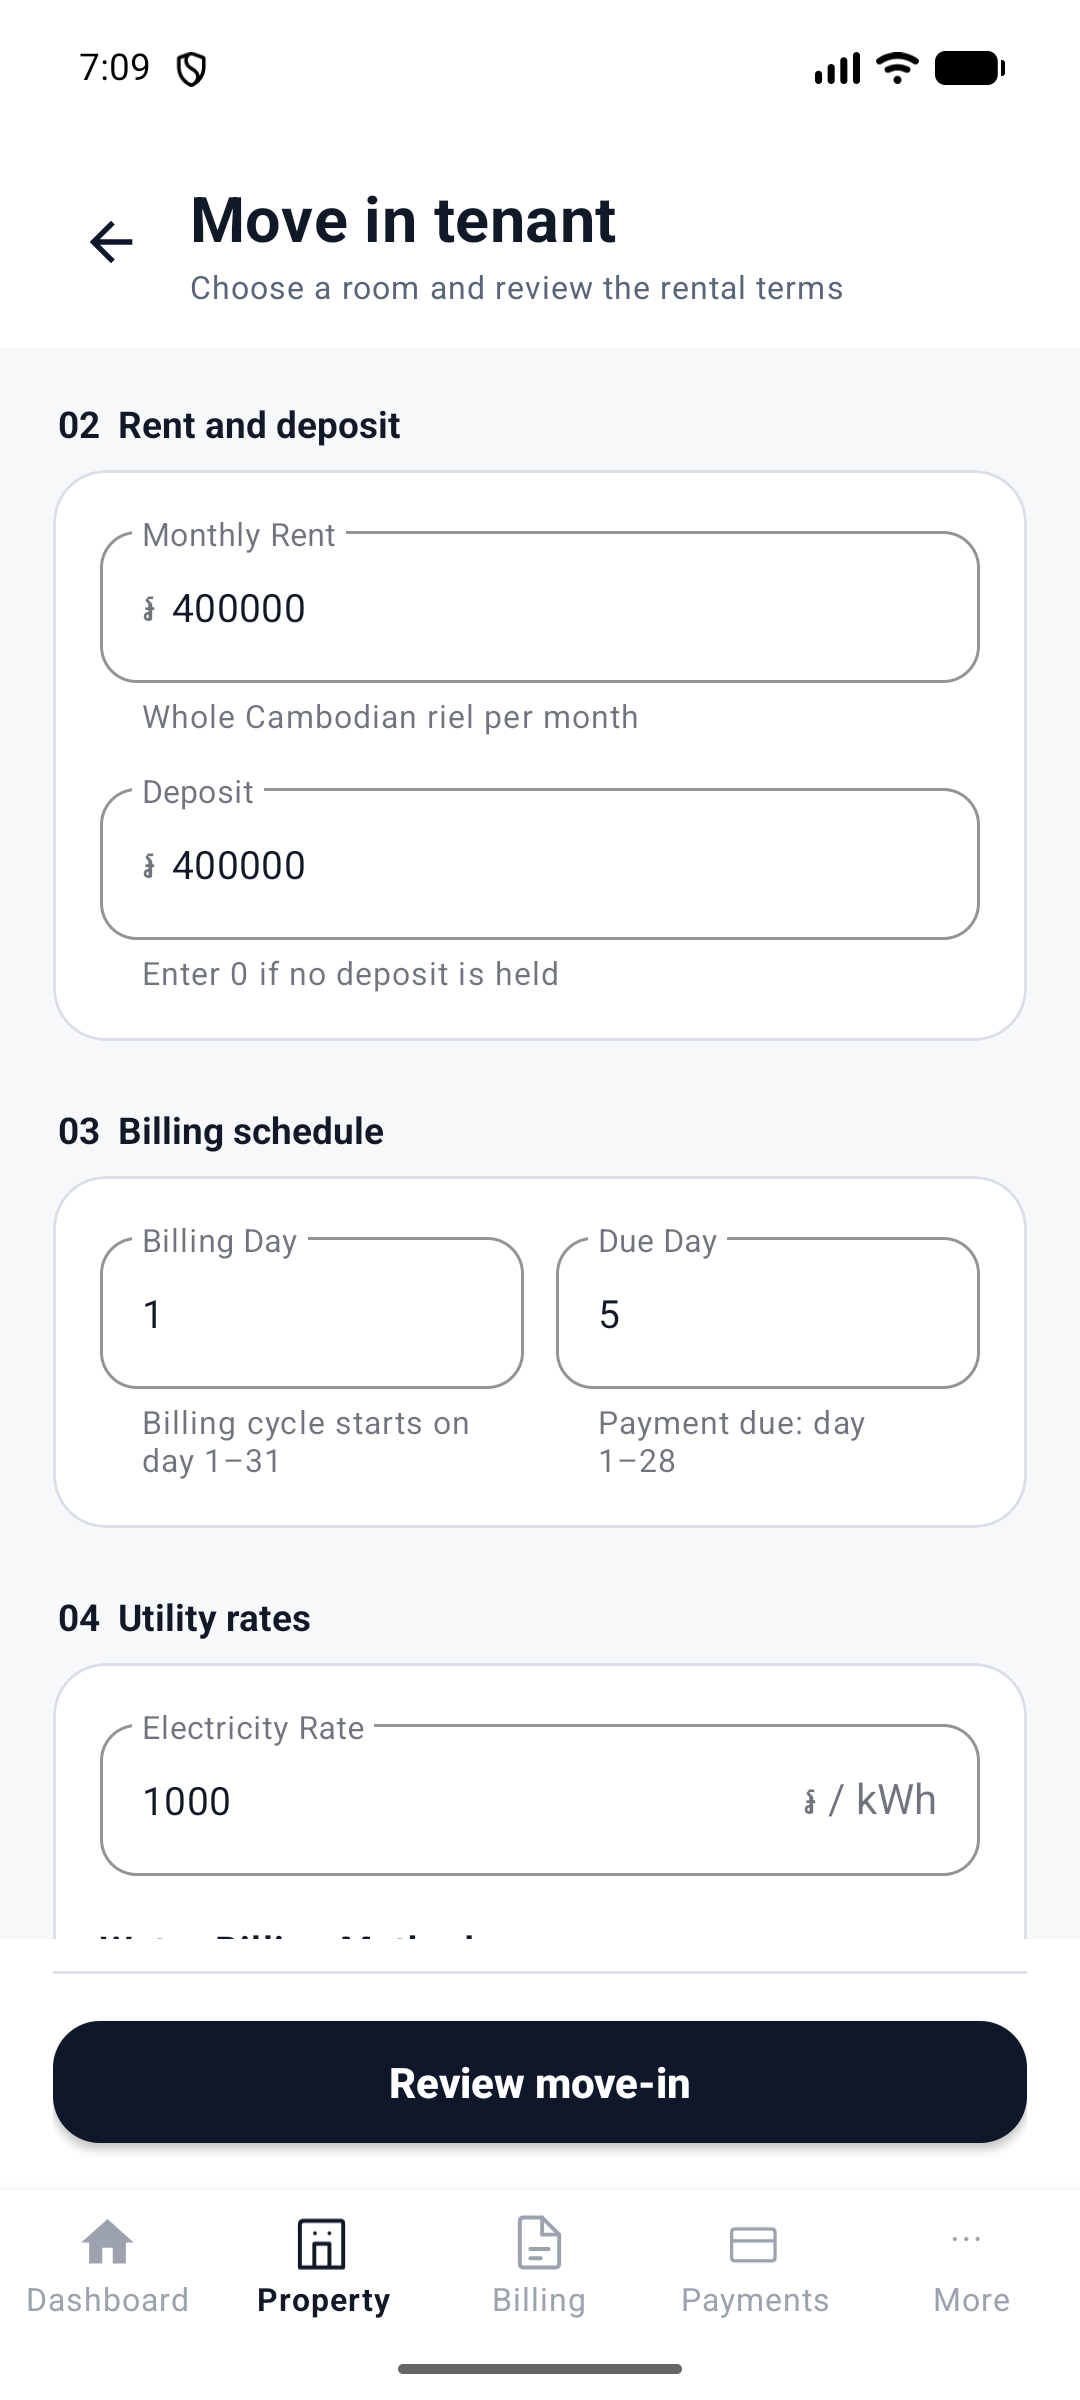 7:09
Move in tenant
Choose a room and review the rental terms
02 Rent and deposit
Monthly Rent
៛ 400000
Whole Cambodian riel per month
Deposit
៛ 400000
Enter 0 if no deposit is held
03 Billing schedule
Billing Day
1
Billing cycle starts on
day 1–31
Due Day
5
Payment due: day
1–28
04 Utility rates
Electricity Rate
1000 ៛ / kWh
Review move-in
Dashboard
Property
Billing
Payments
More